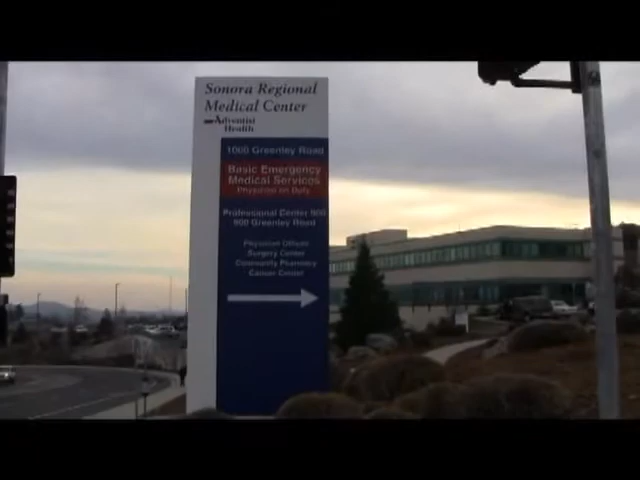 Sonora Regional
Medical Center
Adventist
Health
1000 Greenley Road
Basic Emergency
Medical Services
Physician on Duty
Professional Center 900
900 Greenley Road
Physician Offices
Surgery Center
Community Pharmacy
Cancer Center